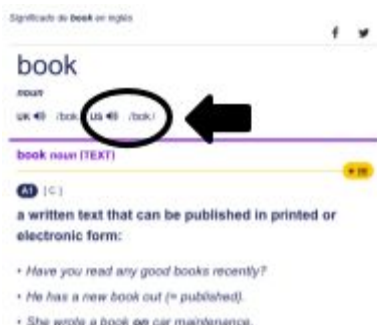 Significado de book en inglés
book
noun
UK /bʊk/ US /bʊk/
book noun (TEXT)
A1 [ C ]
a written text that can be published in printed or
electronic form:
• Have you read any good books recently?
• He has a new book out (= published).
• She wrote a book on car maintenance.